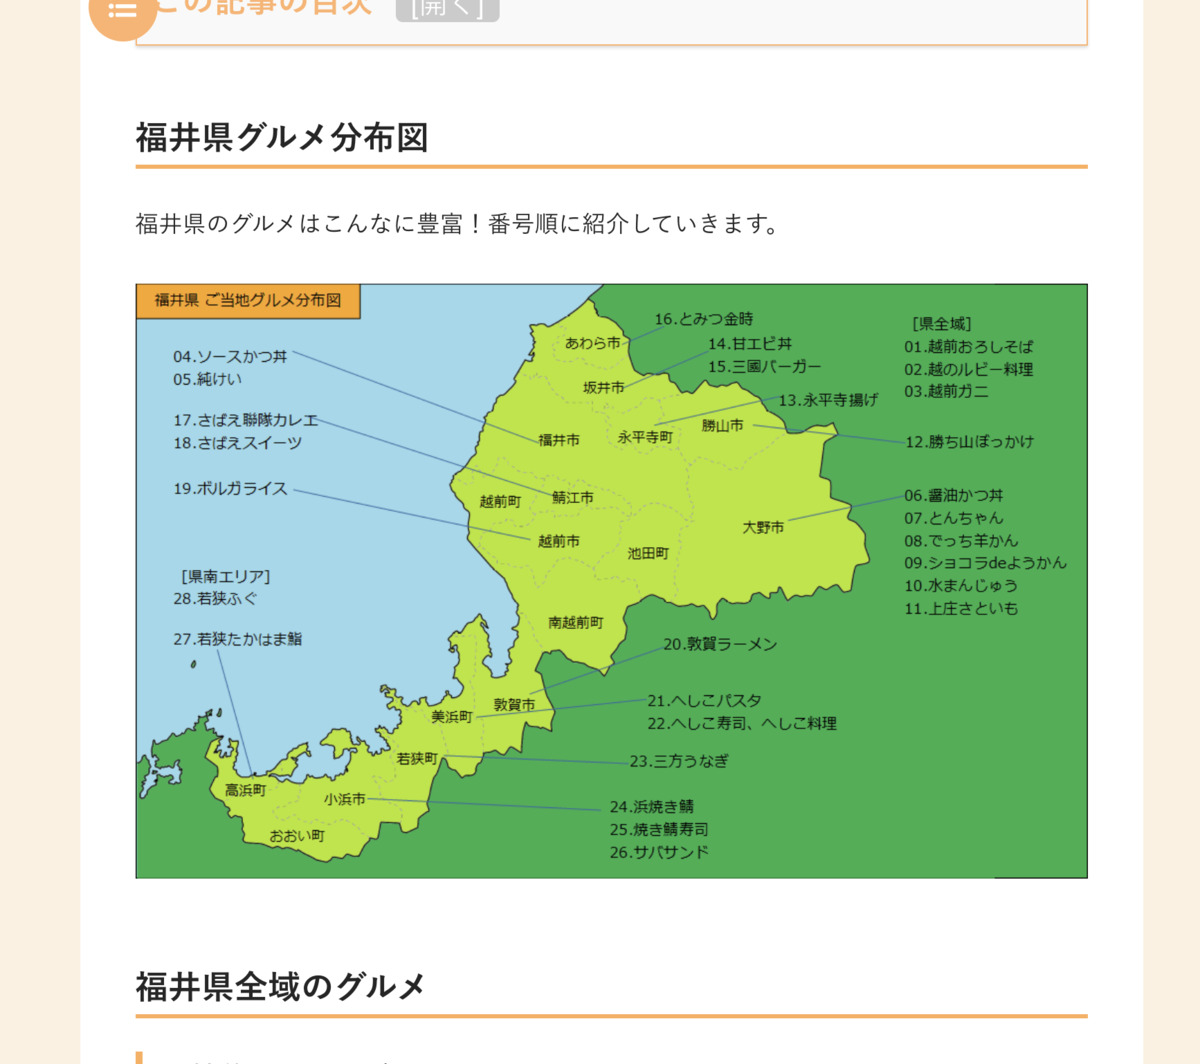 この記事の目次 [開く]
福井県グルメ分布図
福井県のグルメはこんなに豊富！番号順に紹介していきます。
福井県 ご当地グルメ分布図
04.ソースかつ丼
05.純けい
17.さばえ聯隊カレエ
18.さばえスイーツ
19.ボルガライス
[県南エリア]
28.若狭ふぐ
27.若狭たかはま鮨
16.とみつ金時
14.甘エビ丼
15.三國バーガー
13.永平寺揚げ
[県全域]
01.越前おろしそば
02.越のルビー料理
03.越前ガニ
12.勝ち山ぼっかけ
06.醤油かつ丼
07.とんちゃん
08.でっち羊かん
09.ショコラdeようかん
10.水まんじゅう
11.上庄さといも
あわら市
坂井市
福井市
永平寺町
勝山市
越前町
鯖江市
大野市
越前市
池田町
南越前町
敦賀市
美浜町
若狭町
高浜町
小浜市
おおい町
20.敦賀ラーメン
21.へしこパスタ
22.へしこ寿司、へしこ料理
23.三方うなぎ
24.浜焼き鯖
25.焼き鯖寿司
26.サバサンド
福井県全域のグルメ